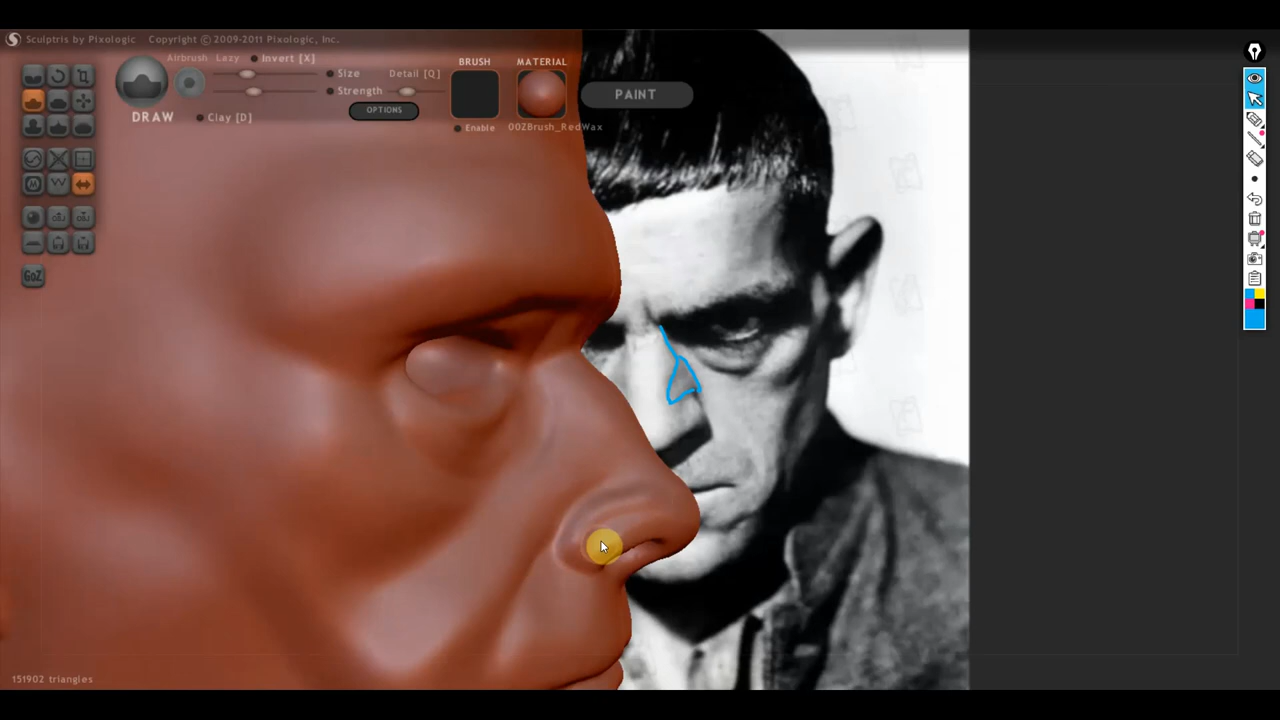 Sculptris by Pixologic Copyright © 2009-2011 Pixologic, Inc.
Airbrush Lazy Invert [X]
Size Detail [Q]
Strength
OPTIONS
DRAW Clay [D]
BRUSH
Enable
MATERIAL
00ZBrush_RedWax
PAINT
GoZ
151902 triangles